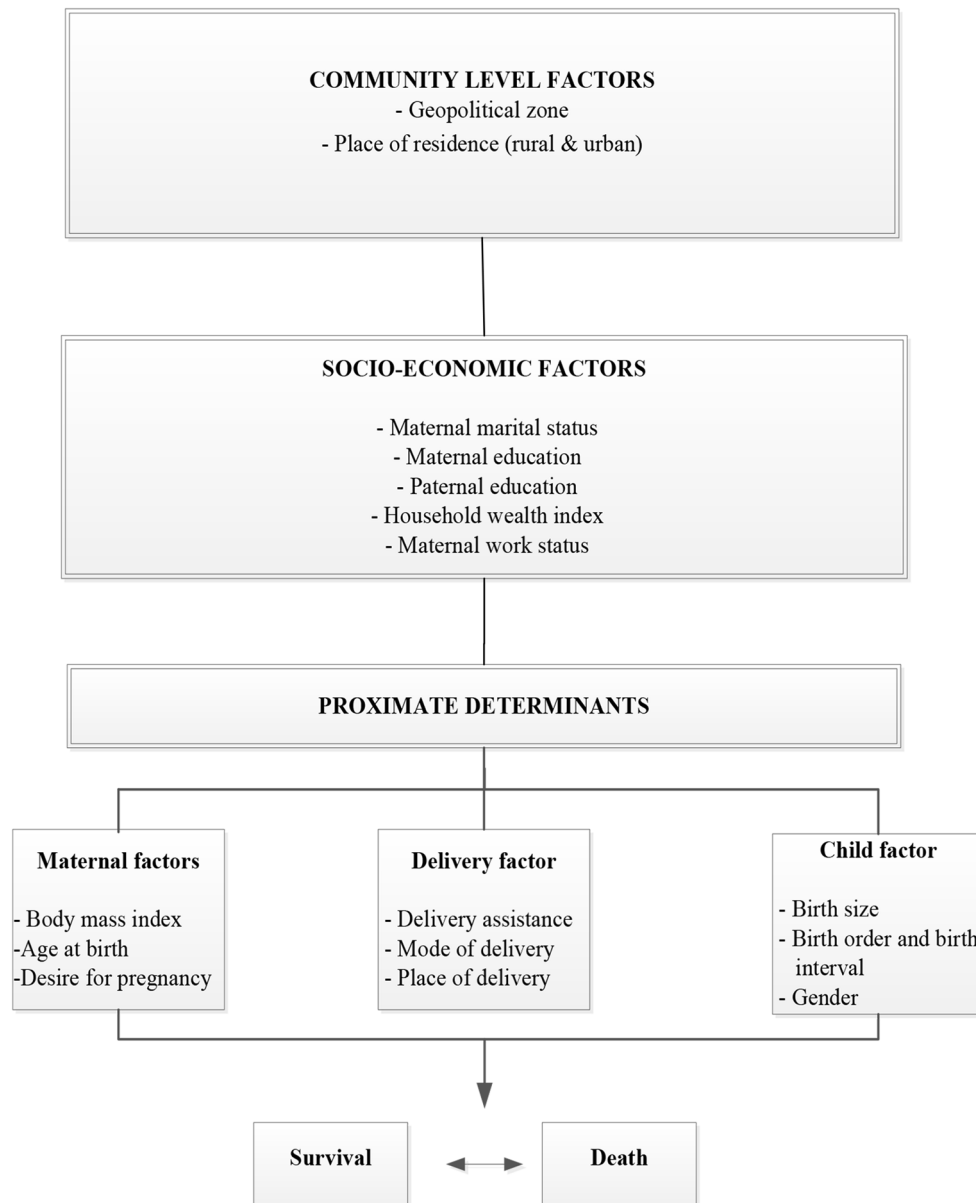 COMMUNITY LEVEL FACTORS
- Geopolitical zone
- Place of residence (rural & urban)
SOCIO-ECONOMIC FACTORS
- Maternal marital status
- Maternal education
- Paternal education
- Household wealth index
- Maternal work status
PROXIMATE DETERMINANTS
Maternal factors
- Body mass index
-Age at birth
-Desire for pregnancy
Delivery factor
- Delivery assistance
- Mode of delivery
- Place of delivery
Child factor
- Birth size
- Birth order and birth
interval
- Gender
Survival
Death